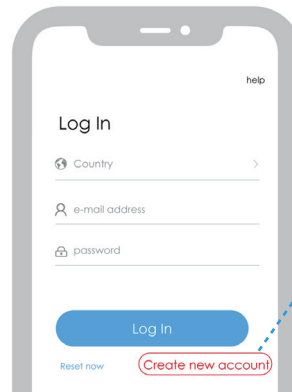 help
Log In
Country
e-mail address
password
Log In
Reset now Create new account